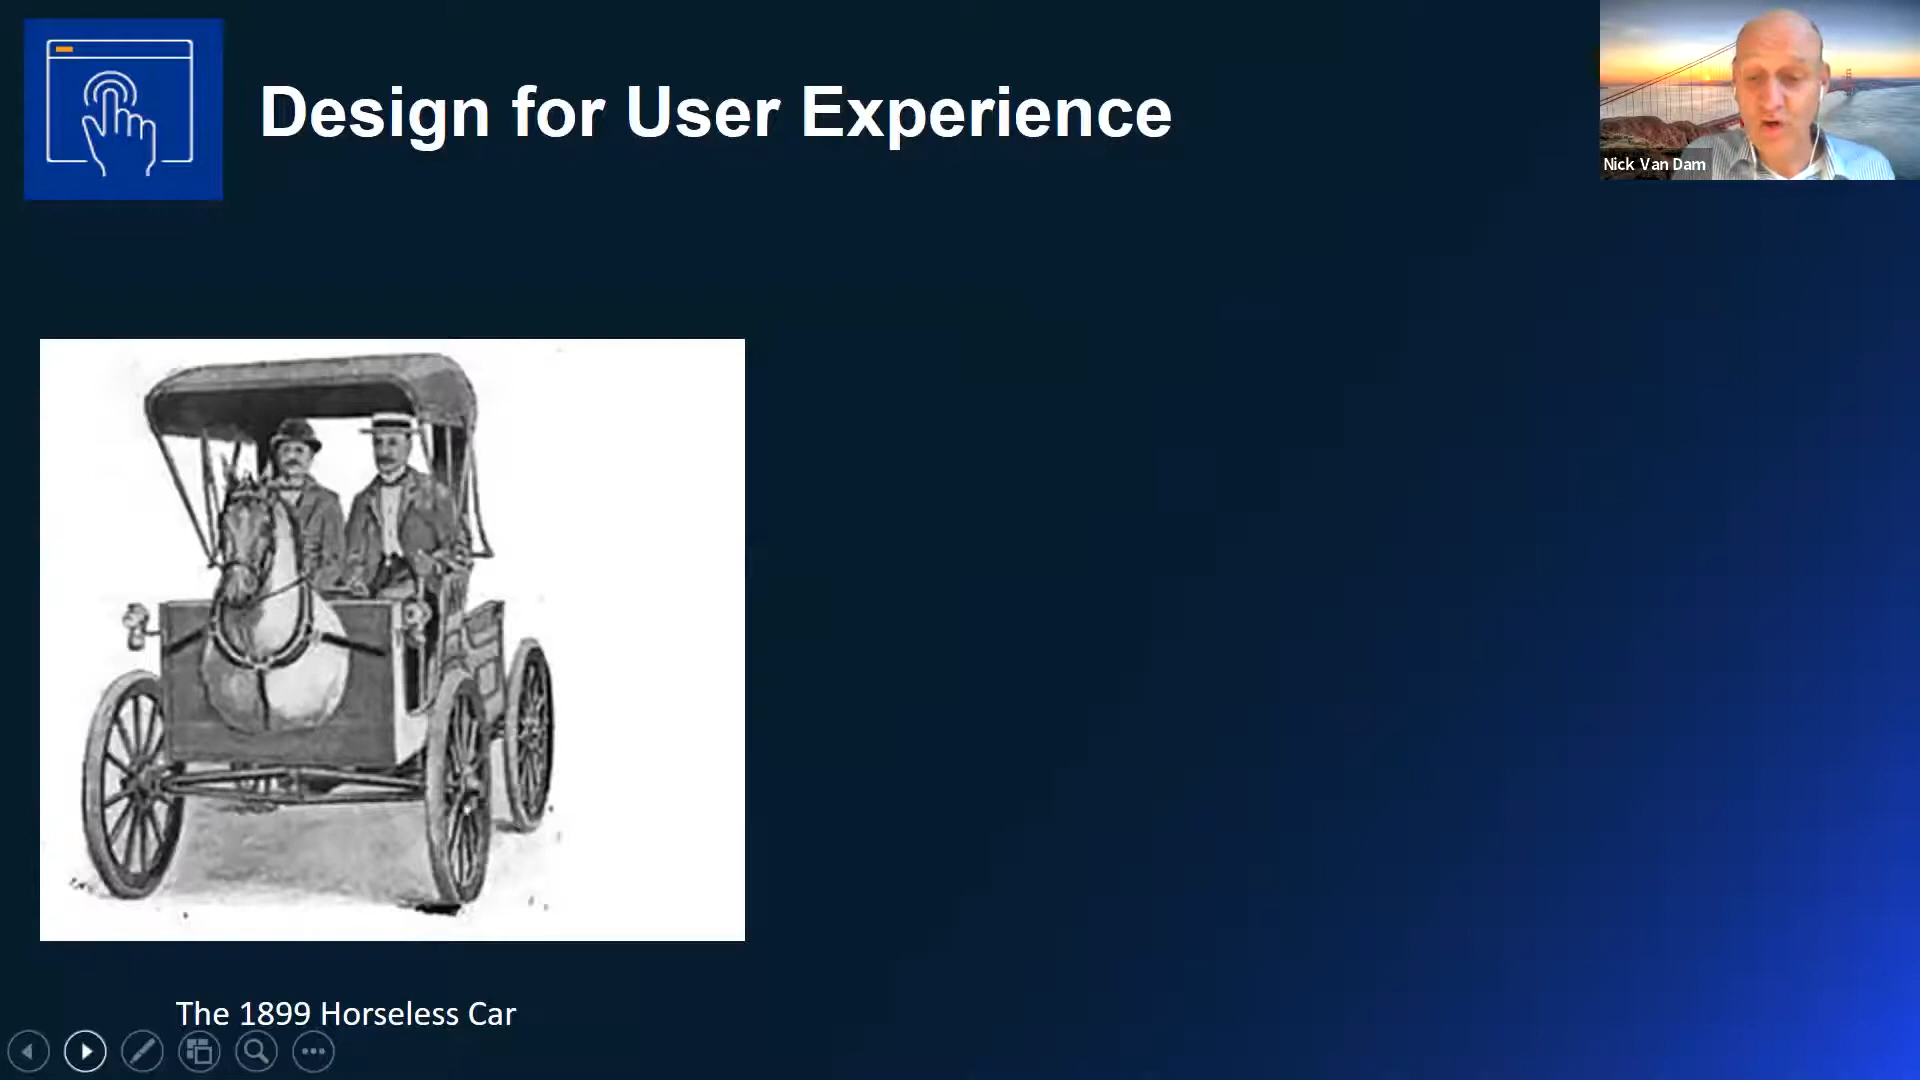 Design for User Experience
Nick Van Dam
The 1899 Horseless Car